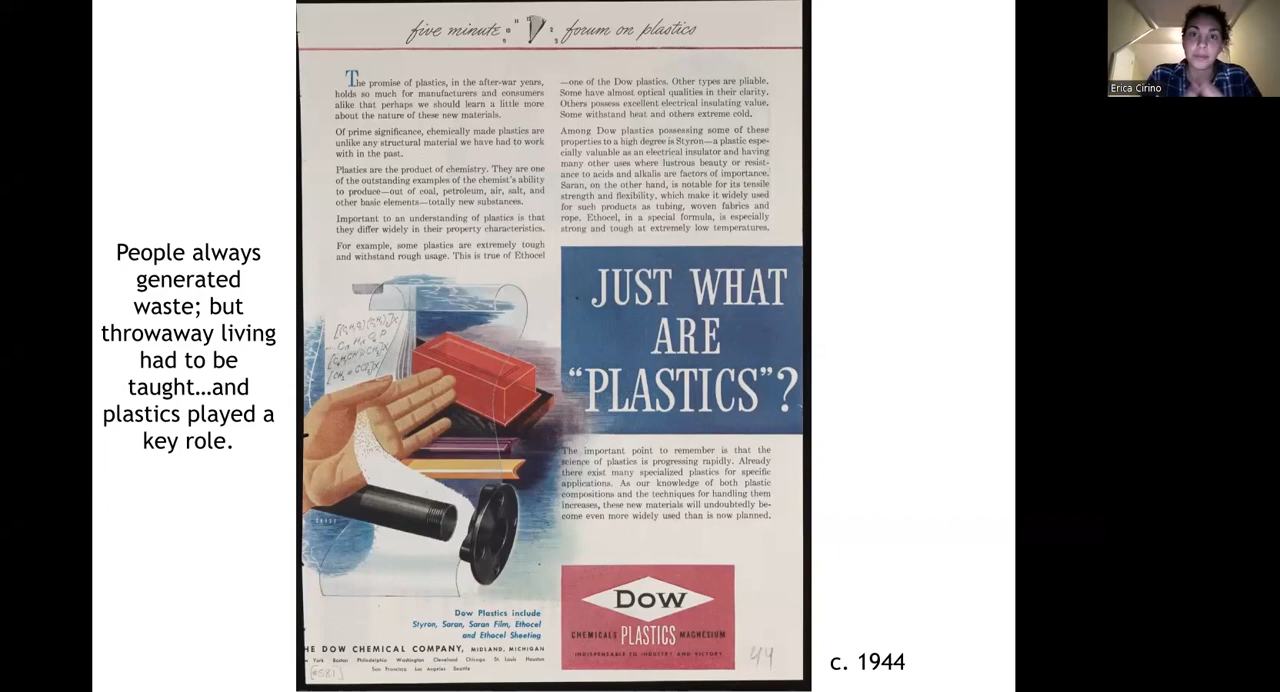 five minute forum on plastics
The promise of plastics, in the after-war years,
holds so much for manufacturers and consumers
alike that perhaps we should learn a little more
about the nature of these new materials.
Of prime significance, chemically made plastics are
unlike any structural material we have had to work
with in the past.
Plastics are the product of chemistry. They are one
of the outstanding examples of the chemist's ability
to produce—out of coal, petroleum, air, salt, and
other basic elements—totally new substances.
Important to an understanding of plastics is that
they differ widely in their property characteristics.
For example, some plastics are extremely tough
and withstand rough usage. This is true of Ethocel
—one of the Dow plastics. Other types are pliable.
Some have almost optical qualities in their clarity.
Others possess excellent electrical insulating value.
Some withstand heat and others extreme cold.
Among Dow plastics possessing some of these
properties to a high degree is Styron—a plastic espe-
cially valuable as an electrical insulator and having
many other uses where lustrous beauty or resist-
ance to acids and alkalis are factors of importance.
Saran, on the other hand, is notable for its tensile
strength and flexibility, which make it widely used
for such products as tubing, woven fabrics and
rope. Ethocel, in a special formula, is especially
strong and tough at extremely low temperatures.
JUST WHAT
ARE
"PLASTICS"?
The important point to remember is that the
science of plastics is progressing rapidly. Already
there exist many specialized plastics for specific
applications. As our knowledge of both plastic
compositions and the techniques for handling them
increases, these new materials will undoubtedly be-
come even more widely used than is now planned.
Dow Plastics include
Styron, Saran, Saran Film, Ethocel
and Ethocel Sheeting
HE DOW CHEMICAL COMPANY, MIDLAND, MICHIGAN
York Boston Philadelphia Washington Cleveland Chicago St. Louis Houston
San Francisco Los Angeles Seattle
DOW
CHEMICALS PLASTICS MAGNESIUM
INDISPENSABLE TO INDUSTRY AND VICTORY
44
People always
generated
waste; but
throwaway living
had to be
taught...and
plastics played a
key role.
c. 1944
Erica Cirino